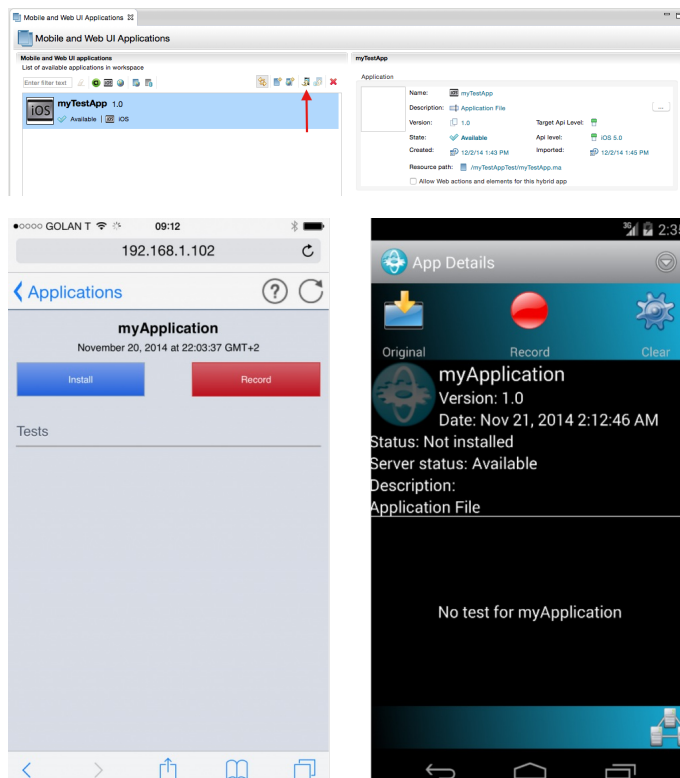 Mobile and Web UI Applications
Mobile and Web UI Applications
Mobile and Web UI applications
List of available applications in workspace
Enter filter text
iOS
myTestApp 1.0
Available | iOS iOS
myTestApp
Application
Name: iOS myTestApp
Description: Application File
...
Version: 1.0 Target Api Level:
State: Available Api level: iOS 5.0
Created: 12/2/14 1:43 PM Imported: 12/2/14 1:45 PM
Resource path: /myTestAppTest/myTestApp.ma
Allow Web actions and elements for this hybrid app
GOLAN T 09:12
192.168.1.102
Applications ?
myApplication
November 20, 2014 at 22:03:37 GMT+2
Install Record
Tests
3G 2:35
App Details
Original Record Clear
myApplication
Version: 1.0
Date: Nov 21, 2014 2:12:46 AM
Status: Not installed
Server status: Available
Description:
Application File
No test for myApplication